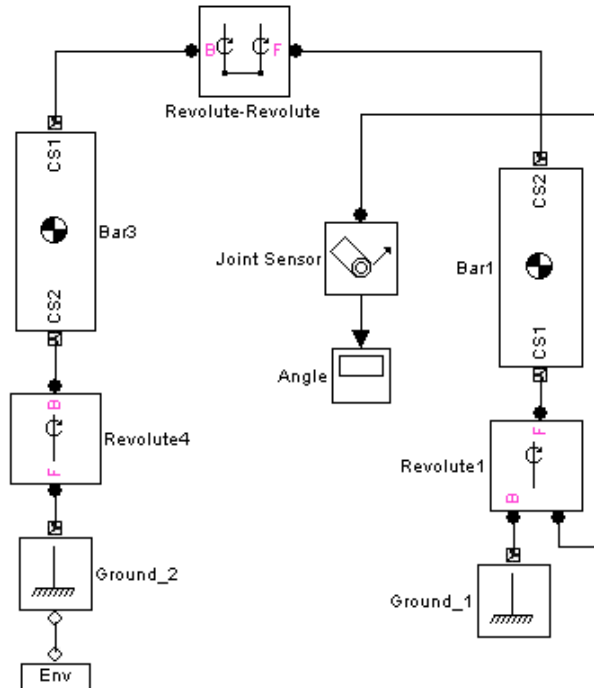 B F
Revolute-Revolute
CS1
CS2
Bar3
CS2
Joint Sensor
Bar1
CS1
Angle
B
Revolute4
F
F
Revolute1
B
Ground_2
Ground_1
Env